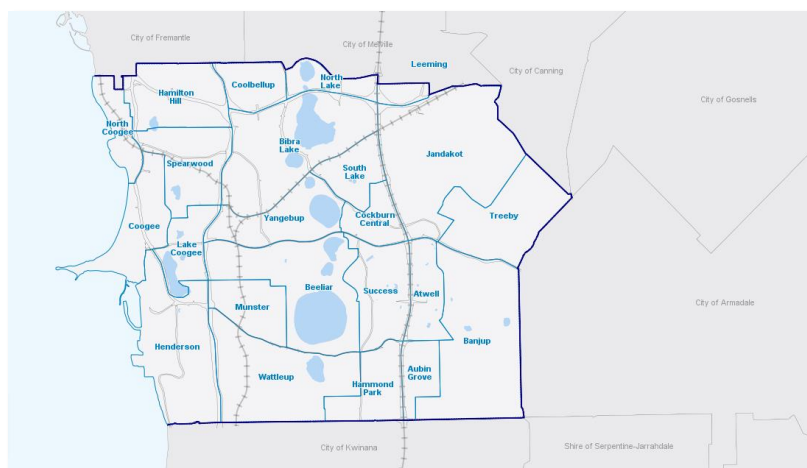 City of Fremantle
City of Melville
Leeming
City of Canning
City of Gosnells
Hamilton
Hill
Coolbellup
North
Lake
North
Coogee
Bibra
Lake
Jandakot
Spearwood
South
Lake
Treeby
Yangebup
Cockburn
Central
Coogee
Lake
Coogee
Beeliar
Success
Atwell
City of Armadale
Munster
Banjup
Henderson
Wattleup
Hammond
Park
Aubin
Grove
City of Kwinana
Shire of Serpentine-Jarrahdale